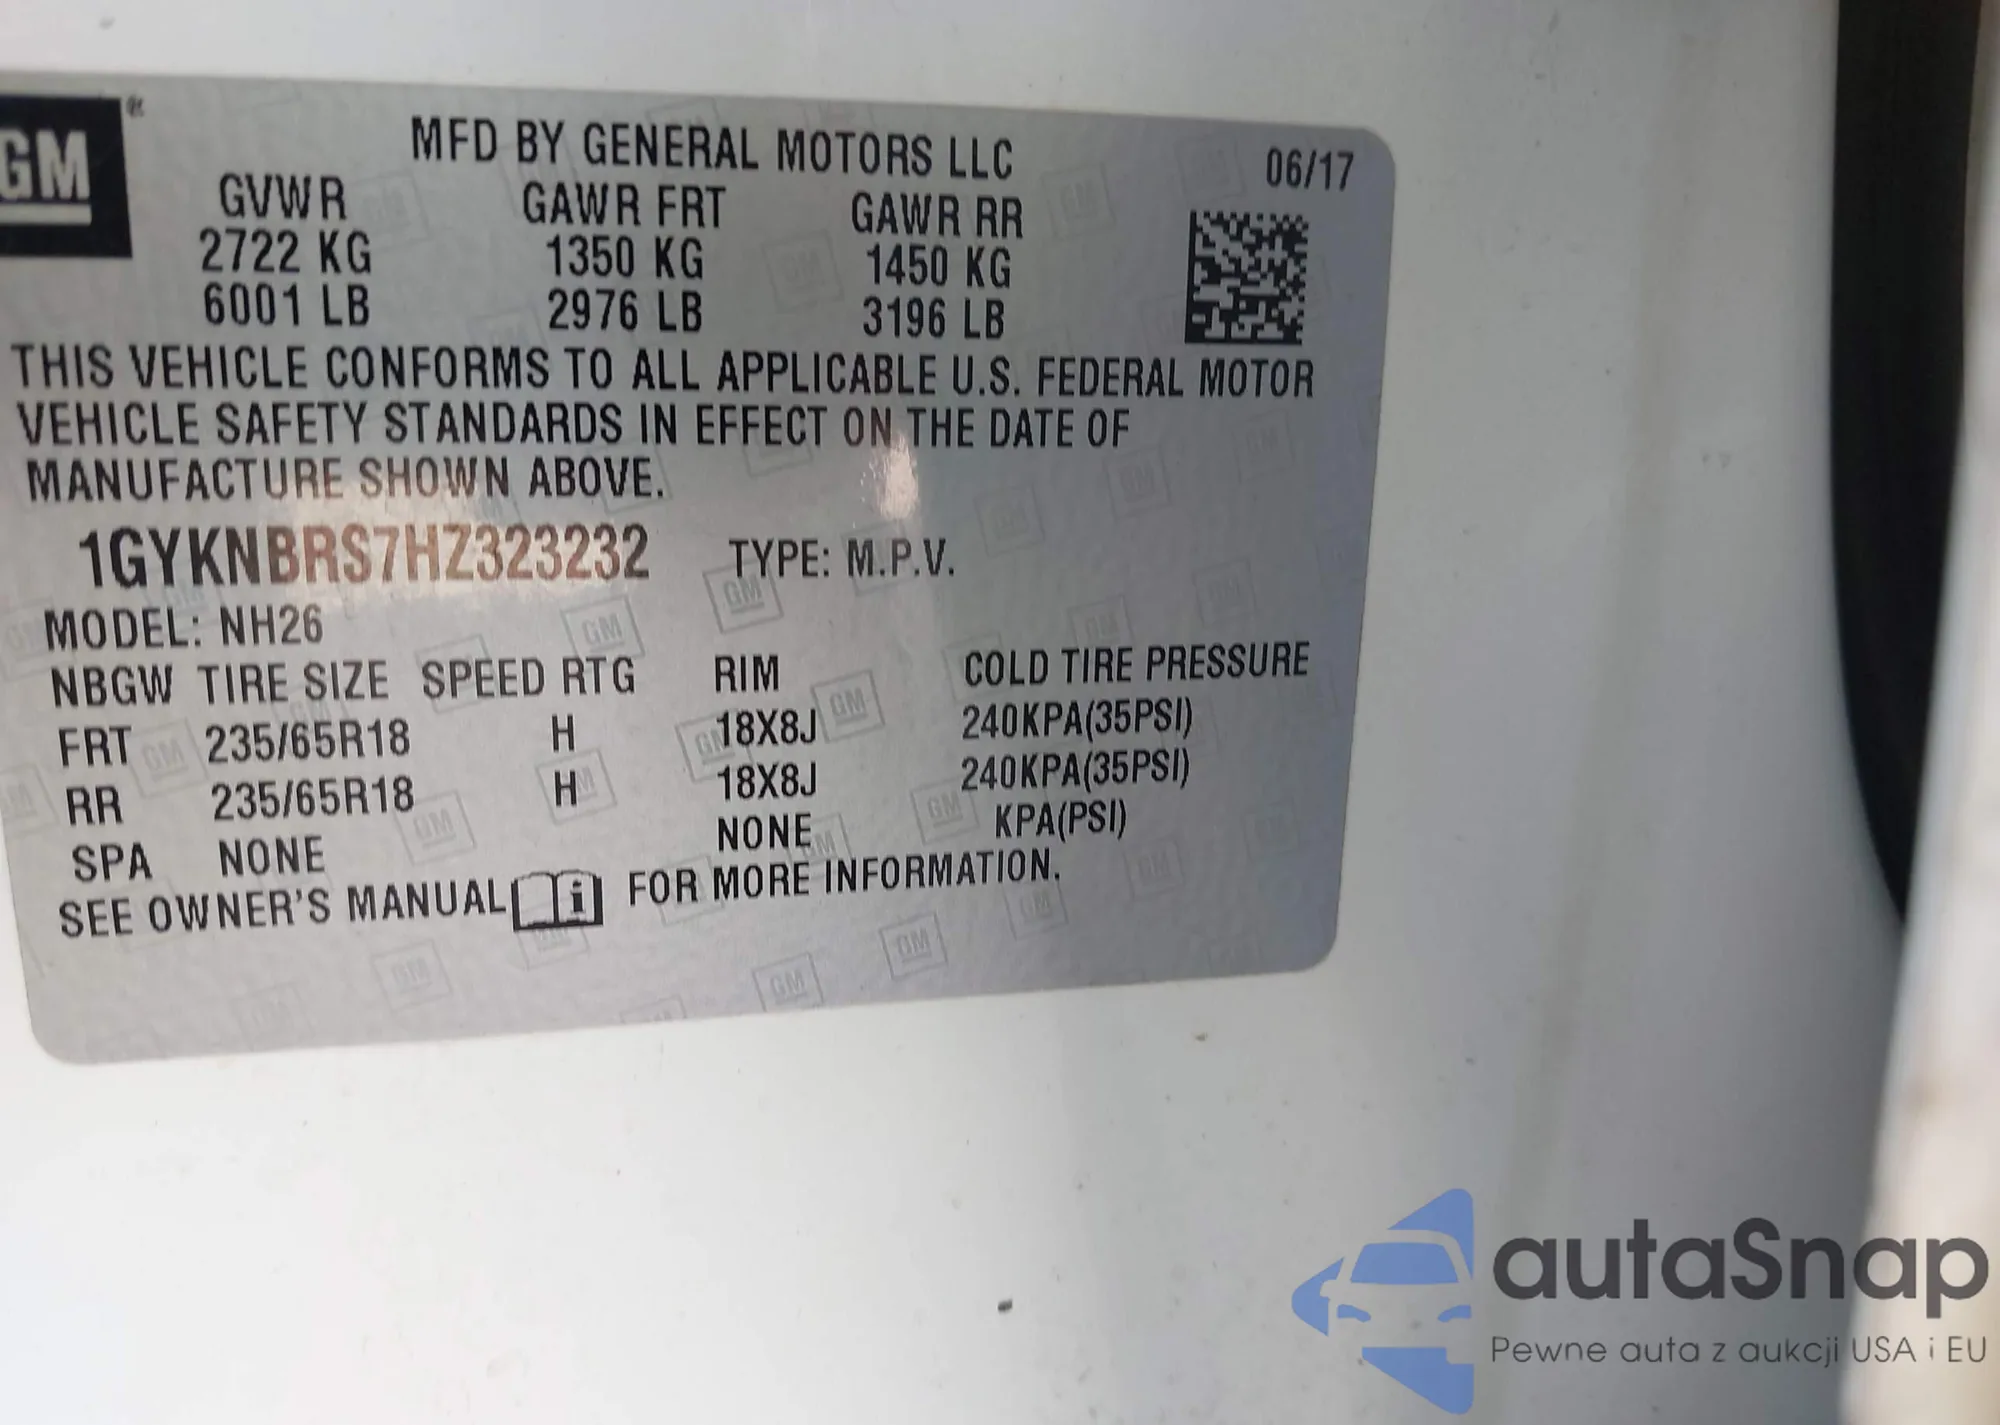 GM
MFD BY GENERAL MOTORS LLC 06/17
GVWR GAWR FRT GAWR RR
2722 KG 1350 KG 1450 KG
6001 LB 2976 LB 3196 LB
THIS VEHICLE CONFORMS TO ALL APPLICABLE U.S. FEDERAL MOTOR
VEHICLE SAFETY STANDARDS IN EFFECT ON THE DATE OF
MANUFACTURE SHOWN ABOVE.
1GYKNBRS7HZ323232 TYPE: M.P.V.
MODEL: NH26
NBGW TIRE SIZE SPEED RTG RIM COLD TIRE PRESSURE
FRT 235/65R18 H 18X8J 240KPA(35PSI)
RR 235/65R18 H 18X8J 240KPA(35PSI)
SPA NONE NONE KPA(PSI)
SEE OWNER'S MANUAL FOR MORE INFORMATION.
autaSnap
Pewne auta z aukcji USA i EU